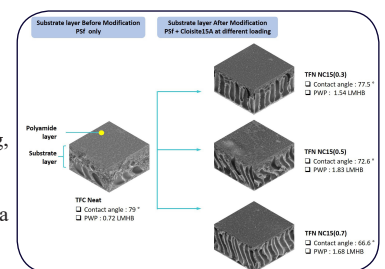 Substrate layer Before Modification
PSf only
Substrate layer After Modification
PSf + Cloisite15A at different loading
Polyamide
layer
Substrate
layer
TFC Neat
❑ Contact angle : 79 °
❑ PWP : 0.72 LMHB
TFN NC15(0.3)
❑ Contact angle : 77.5 °
❑ PWP : 1.54 LMHB
TFN NC15(0.5)
❑ Contact angle : 72.6 °
❑ PWP : 1.83 LMHB
TFN NC15(0.7)
❑ Contact angle : 66.6 °
❑ PWP : 1.68 LMHB
a